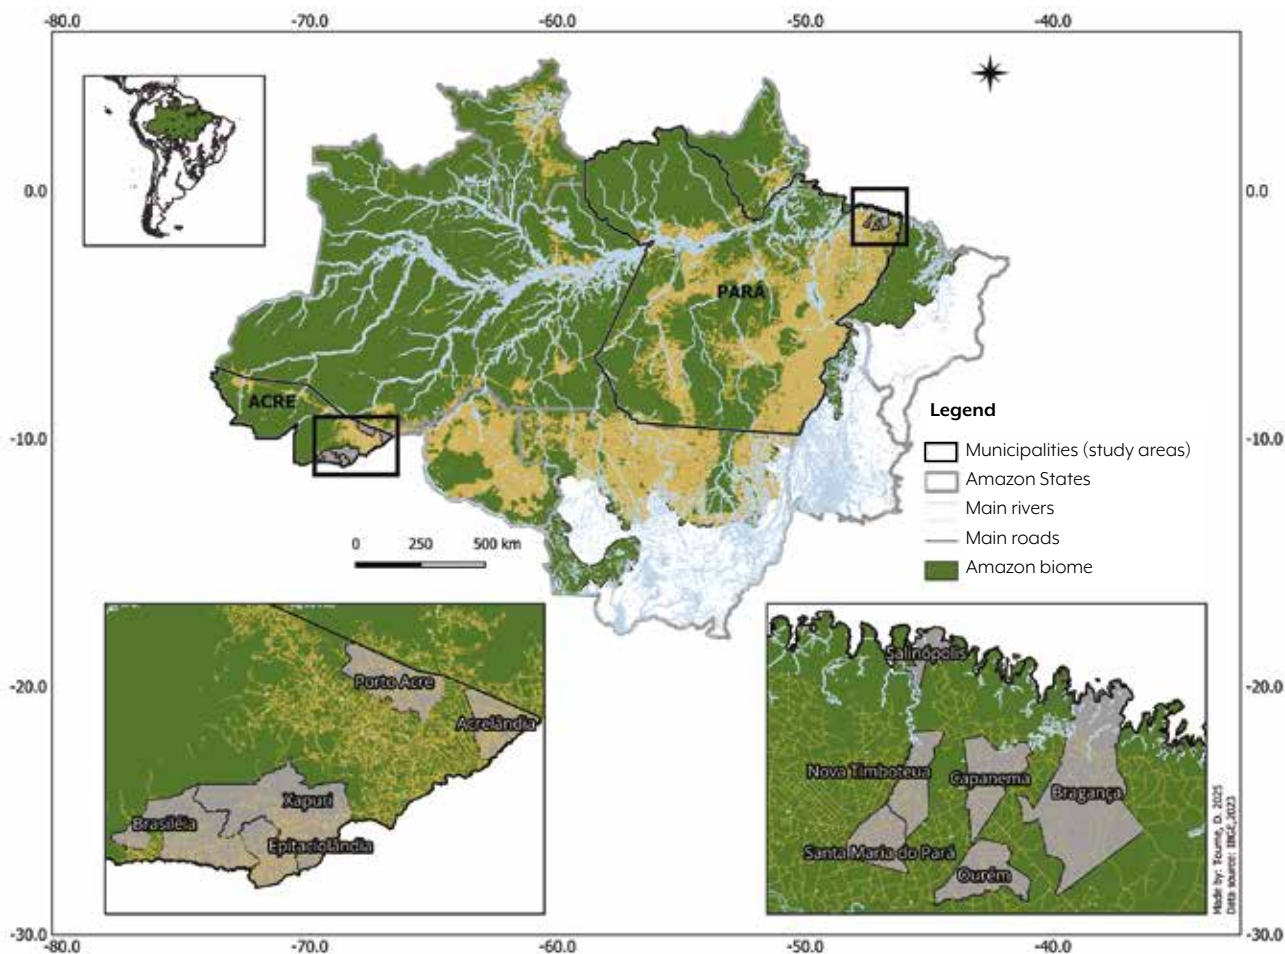 -80.0 -70.0 -60.0 -50.0 -40.0
0.0 0.0
PARÁ
ACRE
-10.0 -10.0
Legend
Municipalities (study areas)
Amazon States
Main rivers
Main roads
Amazon biome
0 250 500 km
Porto Acre
Acrelândia
Xapuri
Brasiléia
Epitaciolândia
Salinópolis
Nova Timboteua
Capanema
Bragança
Santa Maria do Pará
Ourém
Made by: Tourne, D. 2025
Data source: IBGE,2023
-20.0 -20.0
-30.0 -30.0
-80.0 -70.0 -60.0 -50.0 -40.0